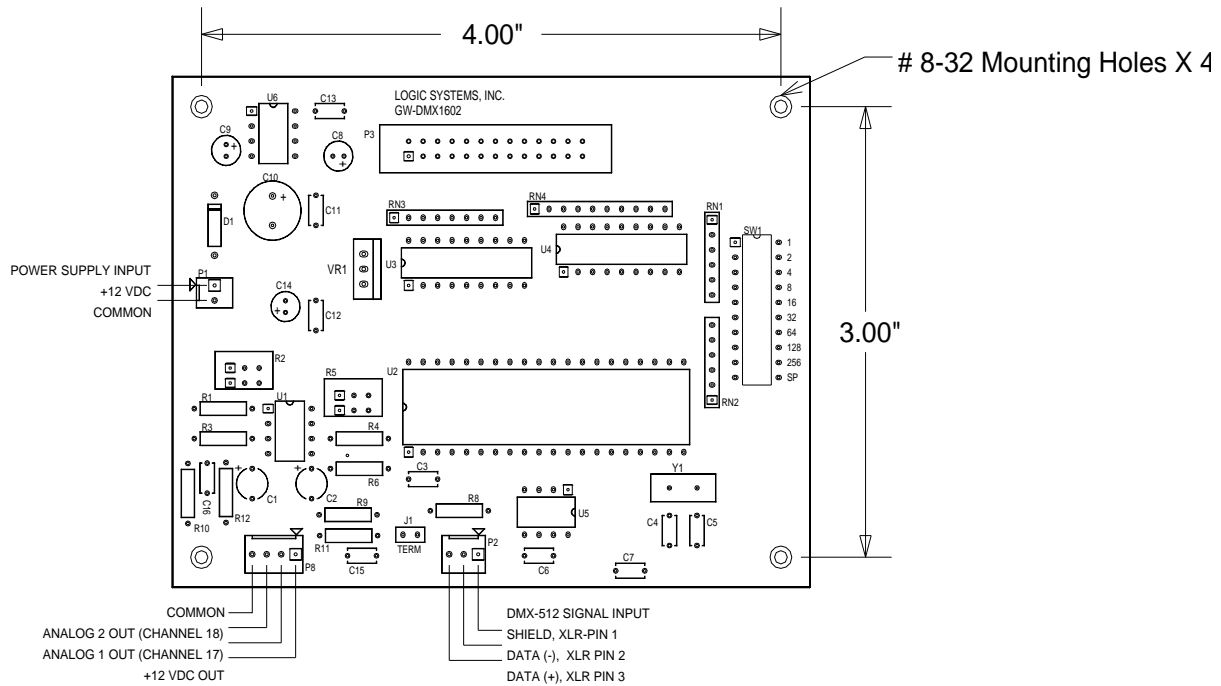 4.00"
# 8-32 Mounting Holes X 4
LOGIC SYSTEMS, INC.
GW-DMX1602
U6
C13
C9
C8
P3
C10
C11
D1
RN3
RN4
RN1
SW1
1
2
4
8
16
32
64
128
256
SP
U3
U4
VR1
3.00"
POWER SUPPLY INPUT
+12 VDC
COMMON
P1
C14
C12
R2
R5
U2
RN2
R1
U1
R3
R4
R6
C3
Y1
C16
C1
C2
R10
R12
R9
R11
R8
U5
C4
C5
J1
TERM
P2
P8
C15
C6
C7
COMMON
ANALOG 2 OUT (CHANNEL 18)
ANALOG 1 OUT (CHANNEL 17)
+12 VDC OUT
DMX-512 SIGNAL INPUT
SHIELD, XLR-PIN 1
DATA (-), XLR PIN 2
DATA (+), XLR PIN 3